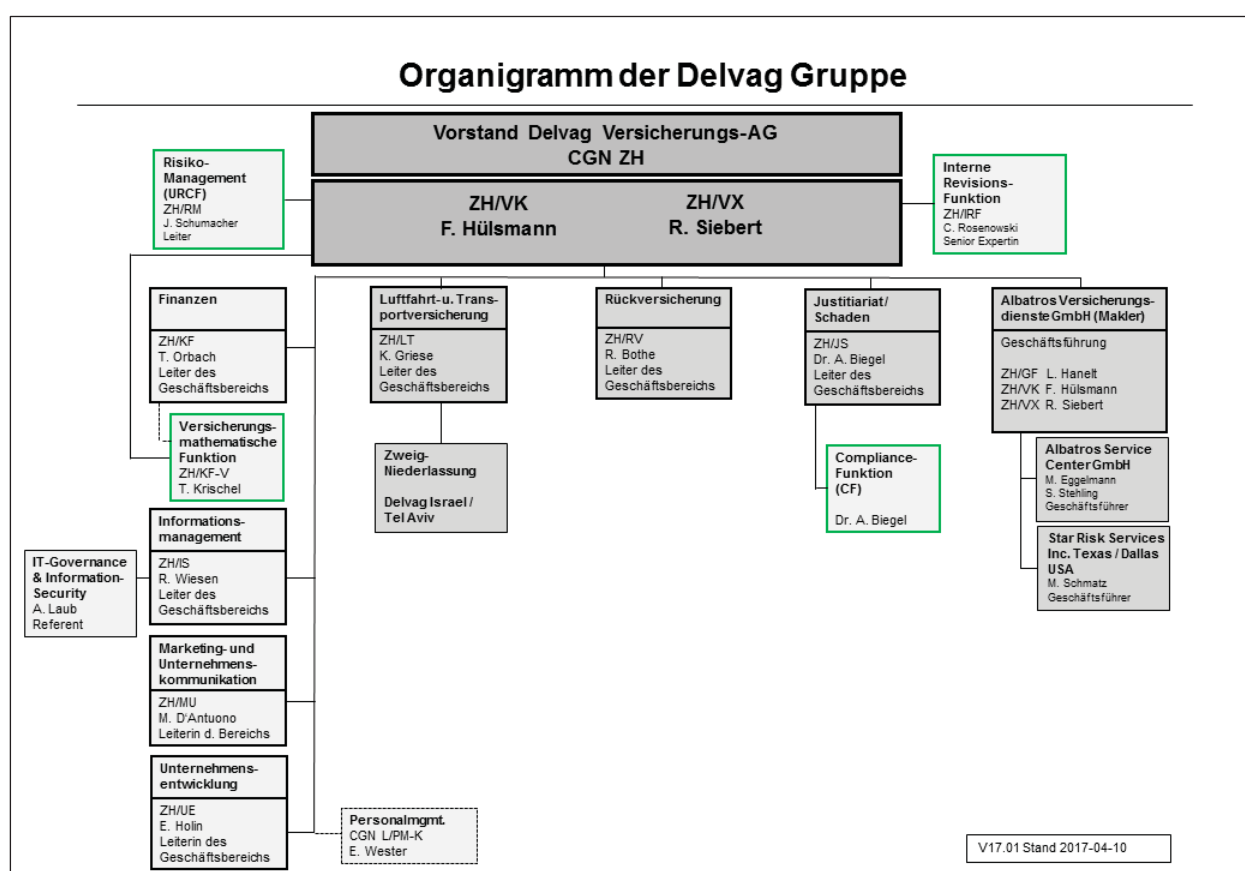 Organigramm der Delvag Gruppe
Vorstand Delvag Versicherungs-AG
CGN ZH
Risiko-
Management
(URCF)
ZH/RM
J. Schumacher
Leiter
ZH/VK
F. Hülsmann
ZH/VX
R. Siebert
Interne
Revisions-
Funktion
ZH/IRF
C. Rosenowski
Senior Expertin
Finanzen
ZH/KF
T. Orbach
Leiter des
Geschäftsbereichs
Versicherungs-
mathematische
Funktion
ZH/KF-V
T. Krischel
Luftfahrt- u. Trans-
portversicherung
ZH/LT
K. Griese
Leiter des
Geschäftsbereichs
Zweig-
Niederlassung
Delvag Israel /
Tel Aviv
Rückversicherung
ZH/RV
R. Bothe
Leiter des
Geschäftsbereichs
Justitiariat/
Schaden
ZH/JS
Dr. A. Biegel
Leiter des
Geschäftsbereichs
Compliance-
Funktion
(CF)
Dr. A. Biegel
Albatros Versicherungs-
dienste GmbH (Makler)
Geschäftsführung
ZH/GF L. Hanelt
ZH/VK F. Hülsmann
ZH/VX R. Siebert
Albatros Service
Center GmbH
M. Eggelmann
S. Stehling
Geschäftsführer
Star Risk Services
Inc. Texas / Dallas
USA
M. Schmatz
Geschäftsführer
Informations-
management
ZH/IS
R. Wiesen
Leiter des
Geschäftsbereichs
IT-Governance
& Information-
Security
A. Laub
Referent
Marketing- und
Unternehmens-
kommunikation
ZH/MU
M. D'Antuono
Leiterin d. Bereichs
Unternehmens-
entwicklung
ZH/UE
E. Holin
Leiterin des
Geschäftsbereichs
Personalmgmt.
CGN L/PM-K
E. Wester
V17.01 Stand 2017-04-10